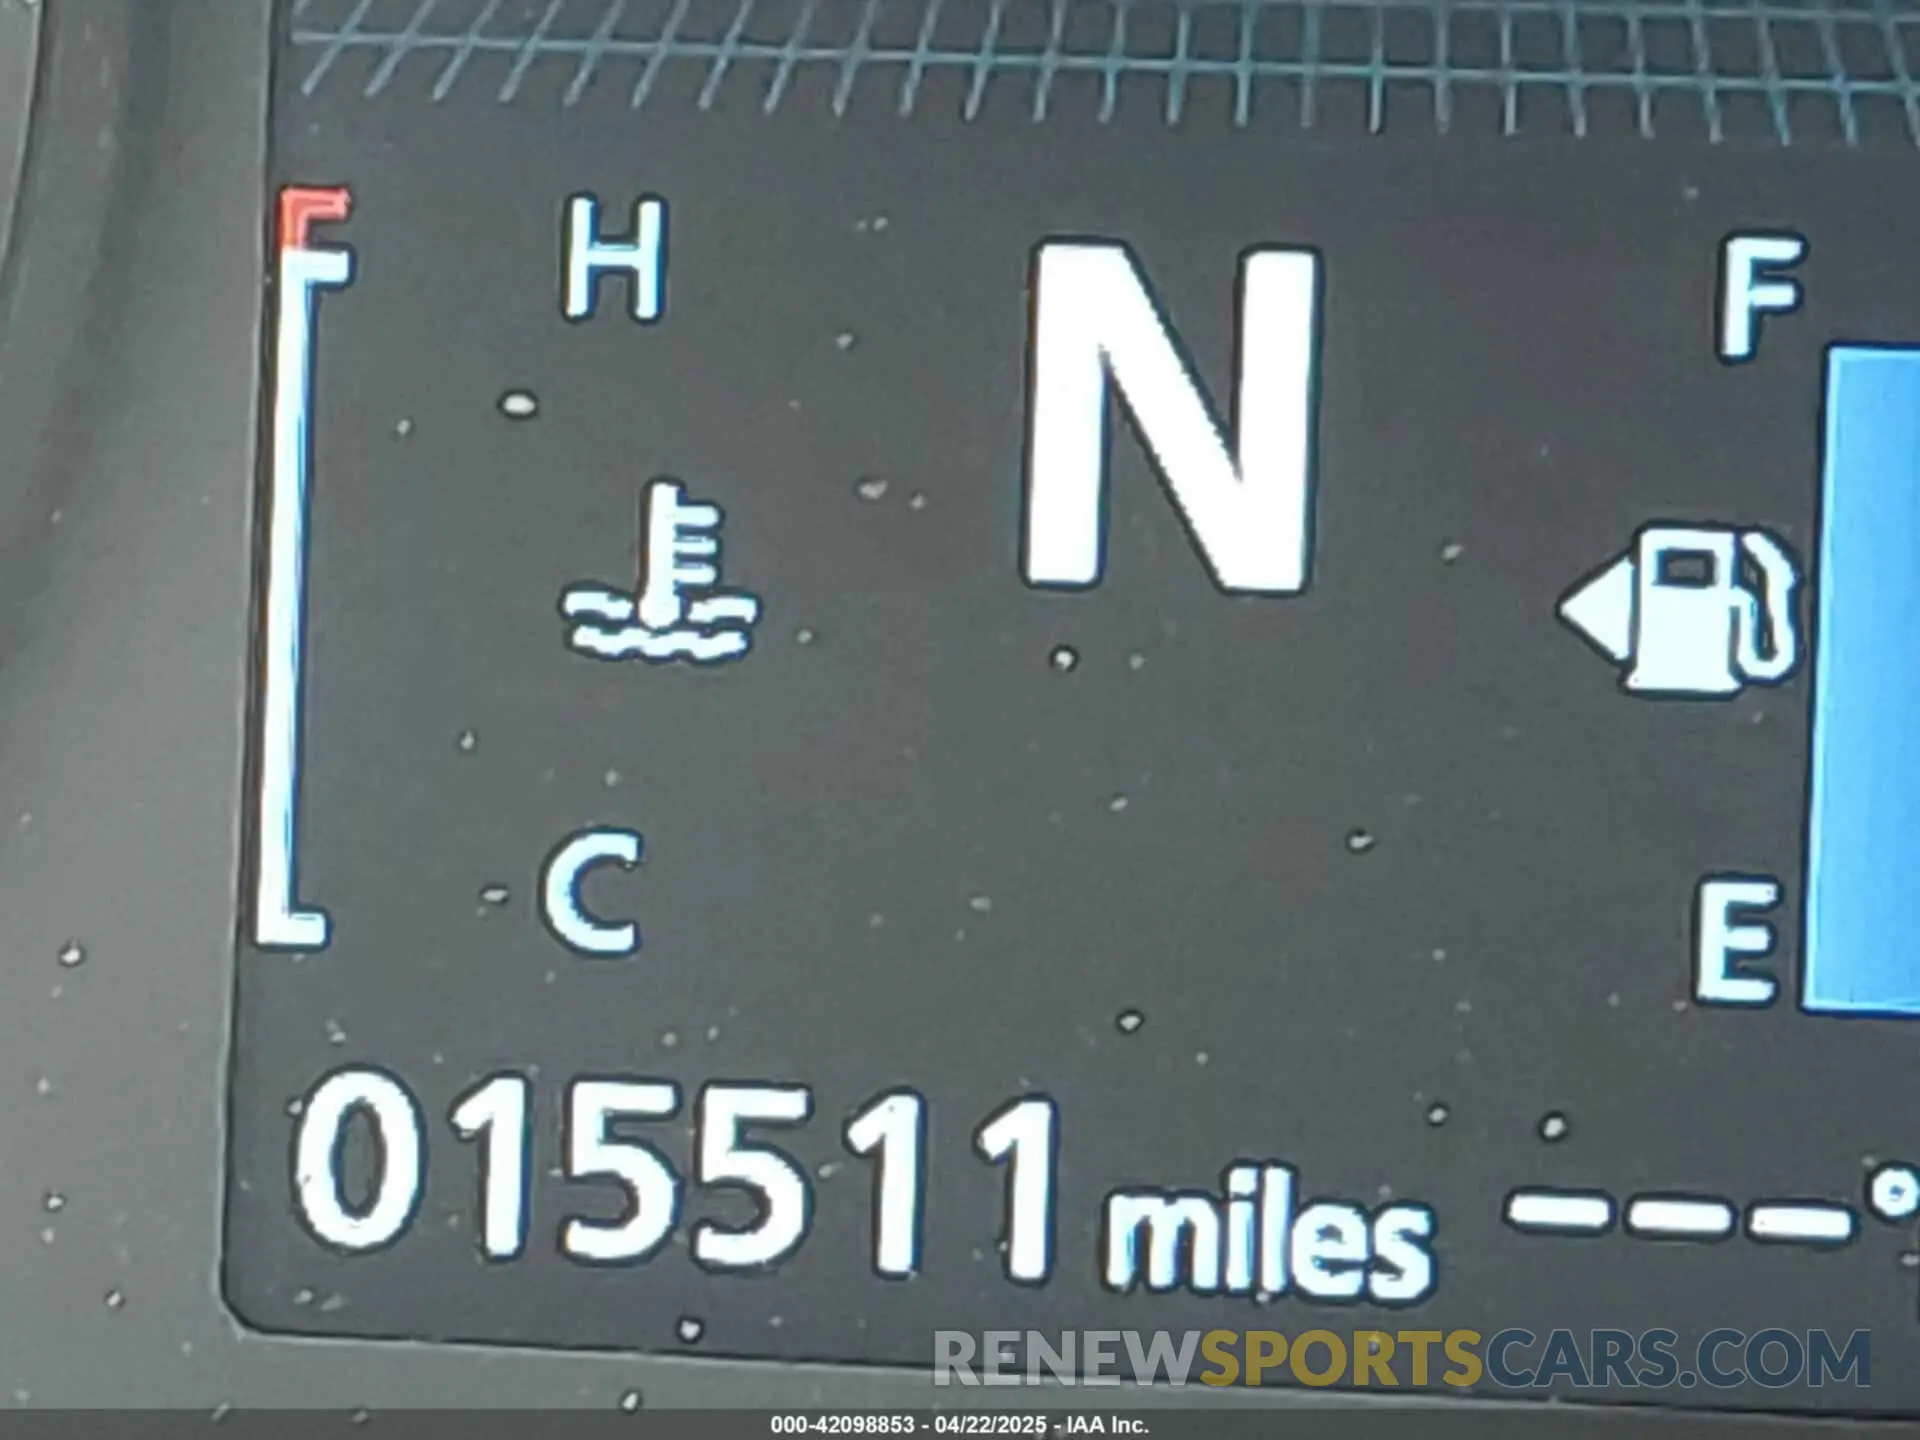 H
N
F
C
E
015511 miles ---°
RENEWSPORTSCARS.COM
000-42098853 - 04/22/2025 - IAA Inc.